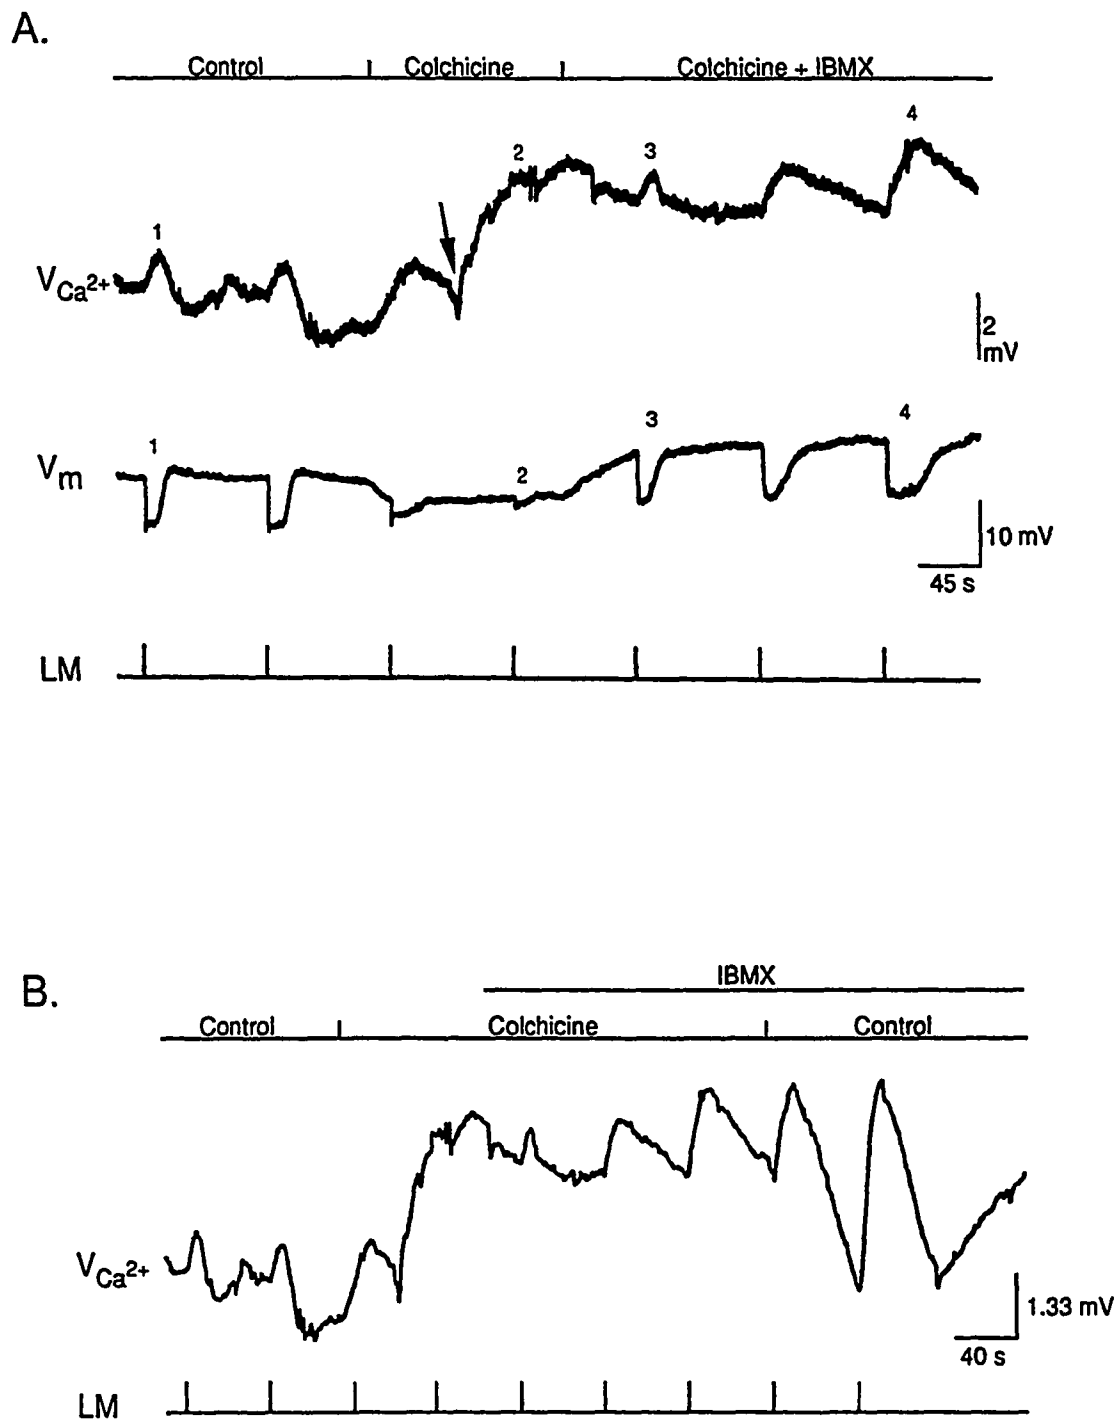 A.
Control Colchicine Colchicine + IBMX
1 2 3 4
VCa2+
2 mV
1 2 3 4
Vm
10 mV
45 s
LM
B.
IBMX
Control Colchicine Control
VCa2+
1.33 mV
40 s
LM